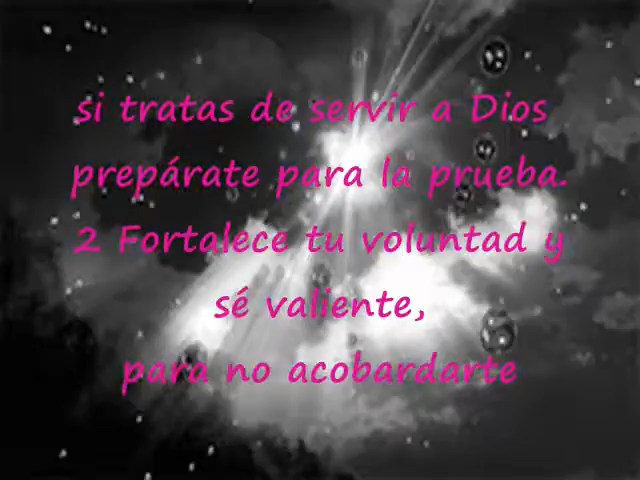 si tratas de servir a Dios
prepárate para la prueba.
2 Fortalece tu voluntad y
sé valiente,
para no acobardarte